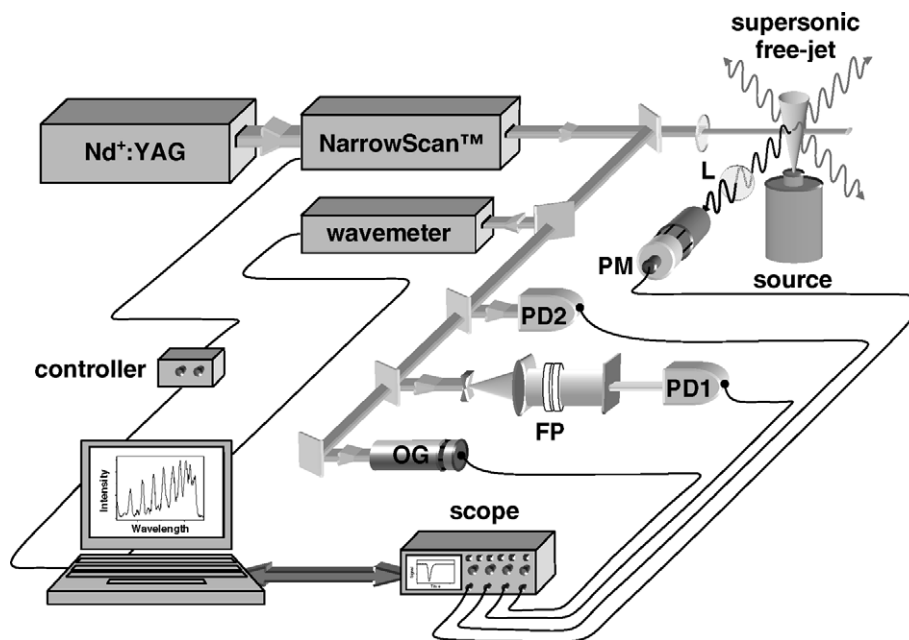 supersonic
free-jet
Nd⁺:YAG
NarrowScan™
L
wavemeter
PM
source
PD2
controller
PD1
FP
OG
Intensity
Wavelength
scope